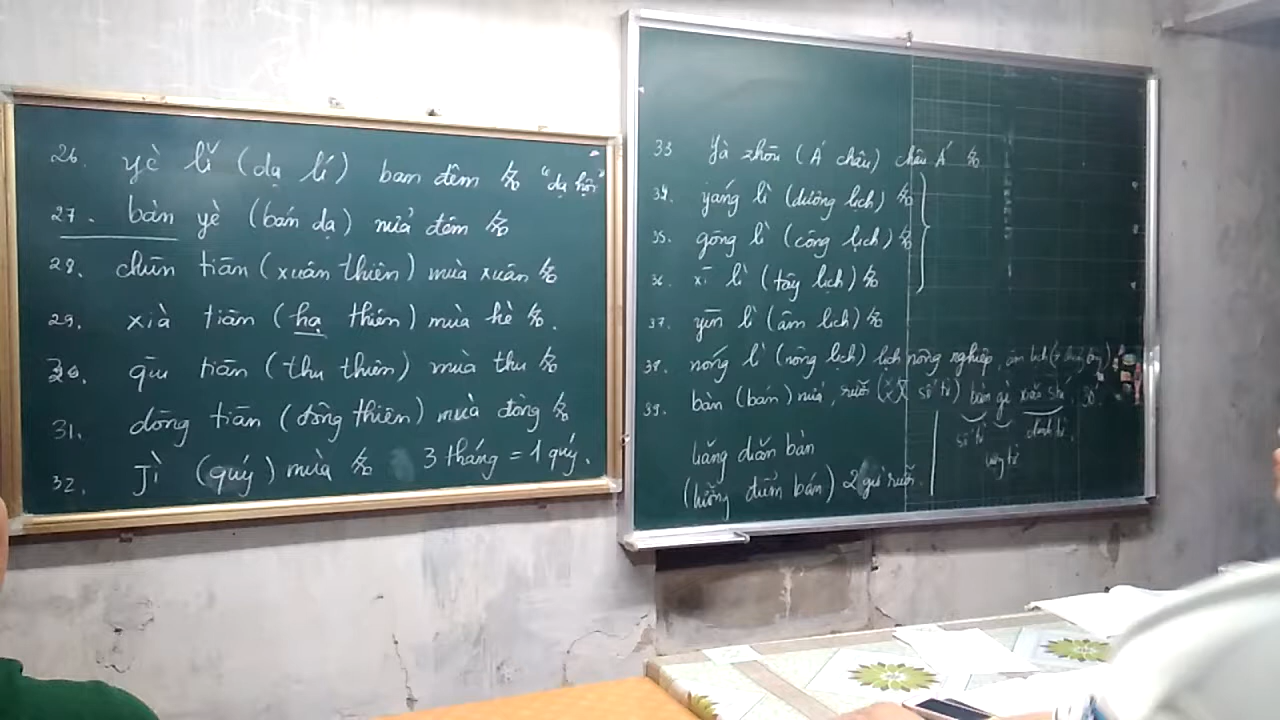 26. yè lǐ (dạ lí) ban đêm "dạ hội"
27. bàn yè (bán dạ) nửa đêm
28. chūn tiān (xuân thiên) mùa xuân
29. xià tiān (hạ thiên) mùa hè
30. qīu tiān (thu thiên) mùa thu
31. dōng tiān (đông thiên) mùa đông
32. Jì (quý) mùa 3 tháng = 1 quý.
33 Yà zhōu (Á châu) châu Á
34. yáng lì (dương lịch)
35. gōng lì (công lịch)
36. xī lì (tây lịch)
37. yīn lì (âm lịch)
38. nóng lì (nông lịch) lịch nông nghiệp, âm lịch
39. bàn (bán) nửa, rưỡi số từ) bàn gè xiǎo shí 30'
số từ danh từ
liǎng diǎn bàn
(lưỡng điểm bán) 2 giờ rưỡi.